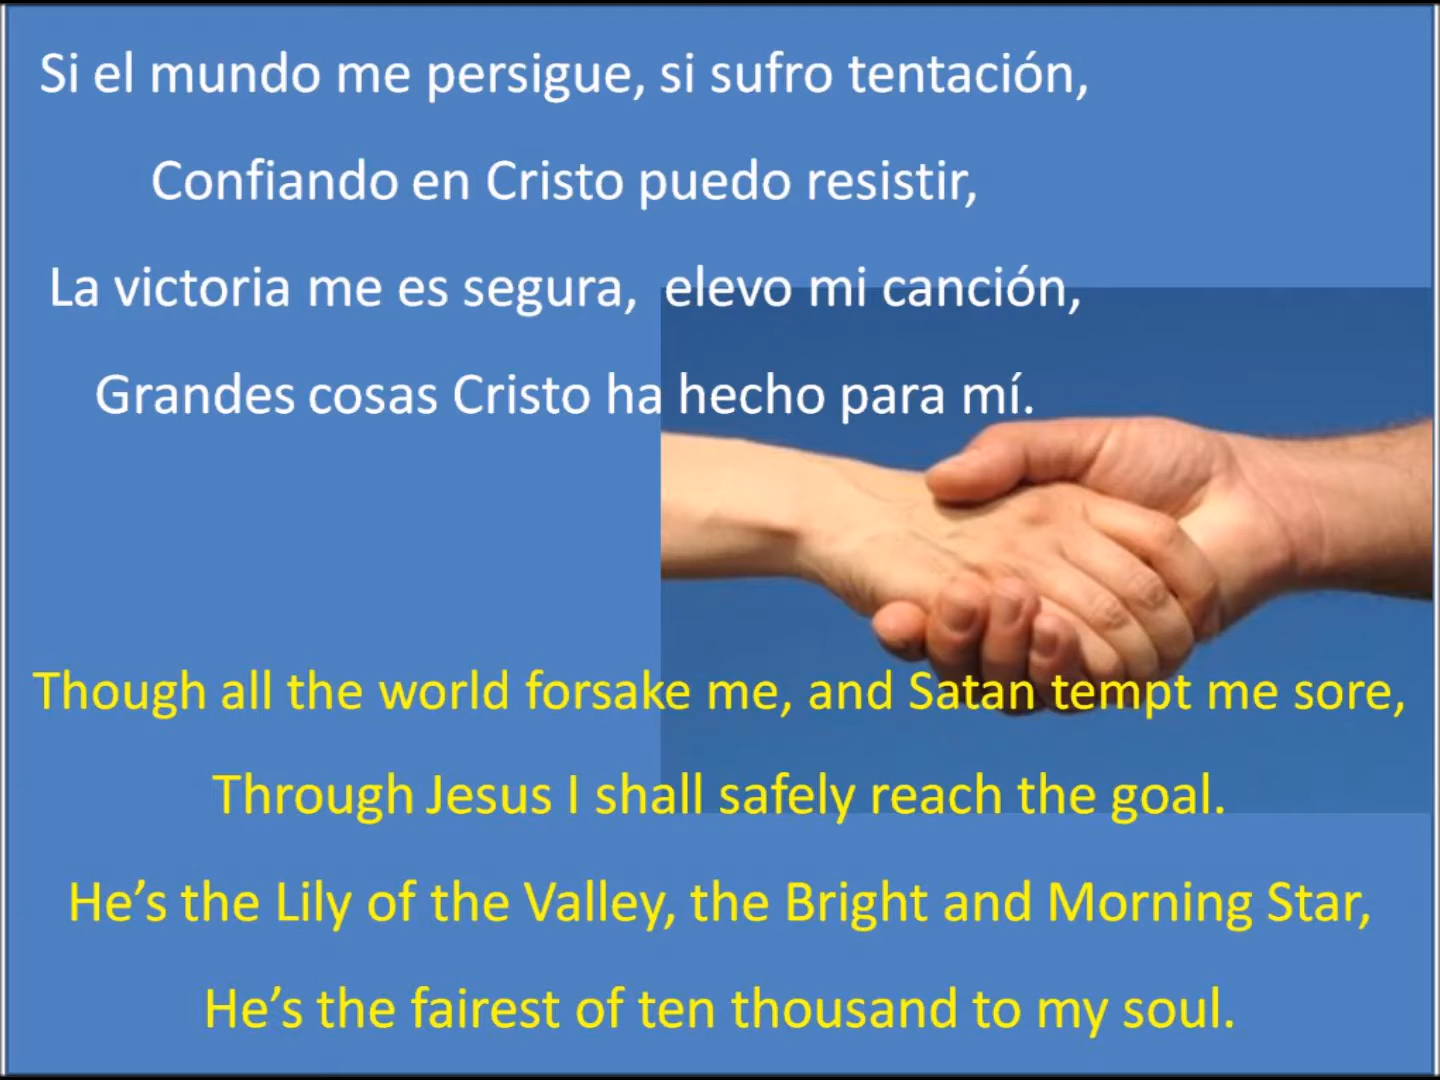 Si el mundo me persigue, si sufro tentación,
Confiando en Cristo puedo resistir,
La victoria me es segura, elevo mi canción,
Grandes cosas Cristo ha hecho para mí.
Though all the world forsake me, and Satan tempt me sore,
Through Jesus I shall safely reach the goal.
He’s the Lily of the Valley, the Bright and Morning Star,
He’s the fairest of ten thousand to my soul.